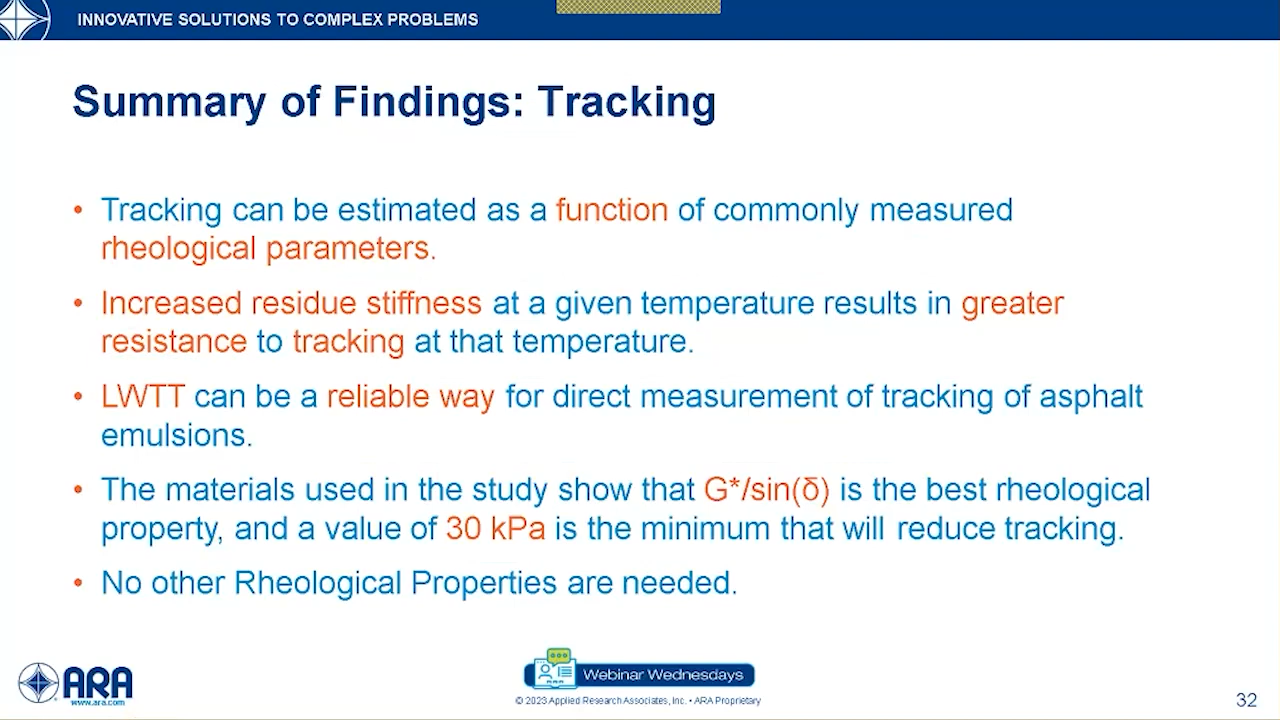 INNOVATIVE SOLUTIONS TO COMPLEX PROBLEMS
Summary of Findings: Tracking
• Tracking can be estimated as a function of commonly measured
rheological parameters.
• Increased residue stiffness at a given temperature results in greater
resistance to tracking at that temperature.
• LWTT can be a reliable way for direct measurement of tracking of asphalt
emulsions.
• The materials used in the study show that G*/sin(δ) is the best rheological
property, and a value of 30 kPa is the minimum that will reduce tracking.
• No other Rheological Properties are needed.
ARA
www.ara.com
Webinar Wednesdays
© 2023 Applied Research Associates, Inc. • ARA Proprietary
32